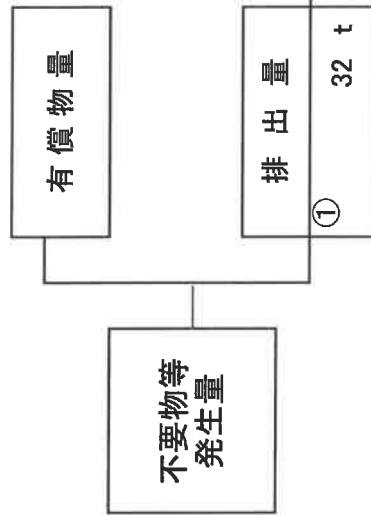 不要物等
発生量
有償物量
排出量
①
32 t